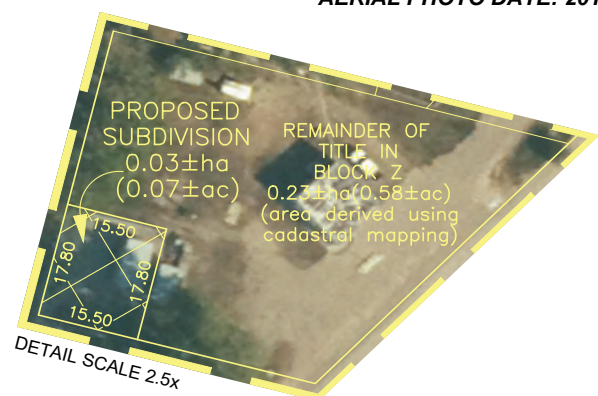 AERIAL PHOTO DATE: 201
PROPOSED
SUBDIVISION
0.03±ha
(0.07±ac)
REMAINDER OF
TITLE IN
BLOCK Z
0.23±ha(0.58±ac)
(area derived using
cadastral mapping)
15.50
17.80
17.80
15.50
DETAIL SCALE 2.5x